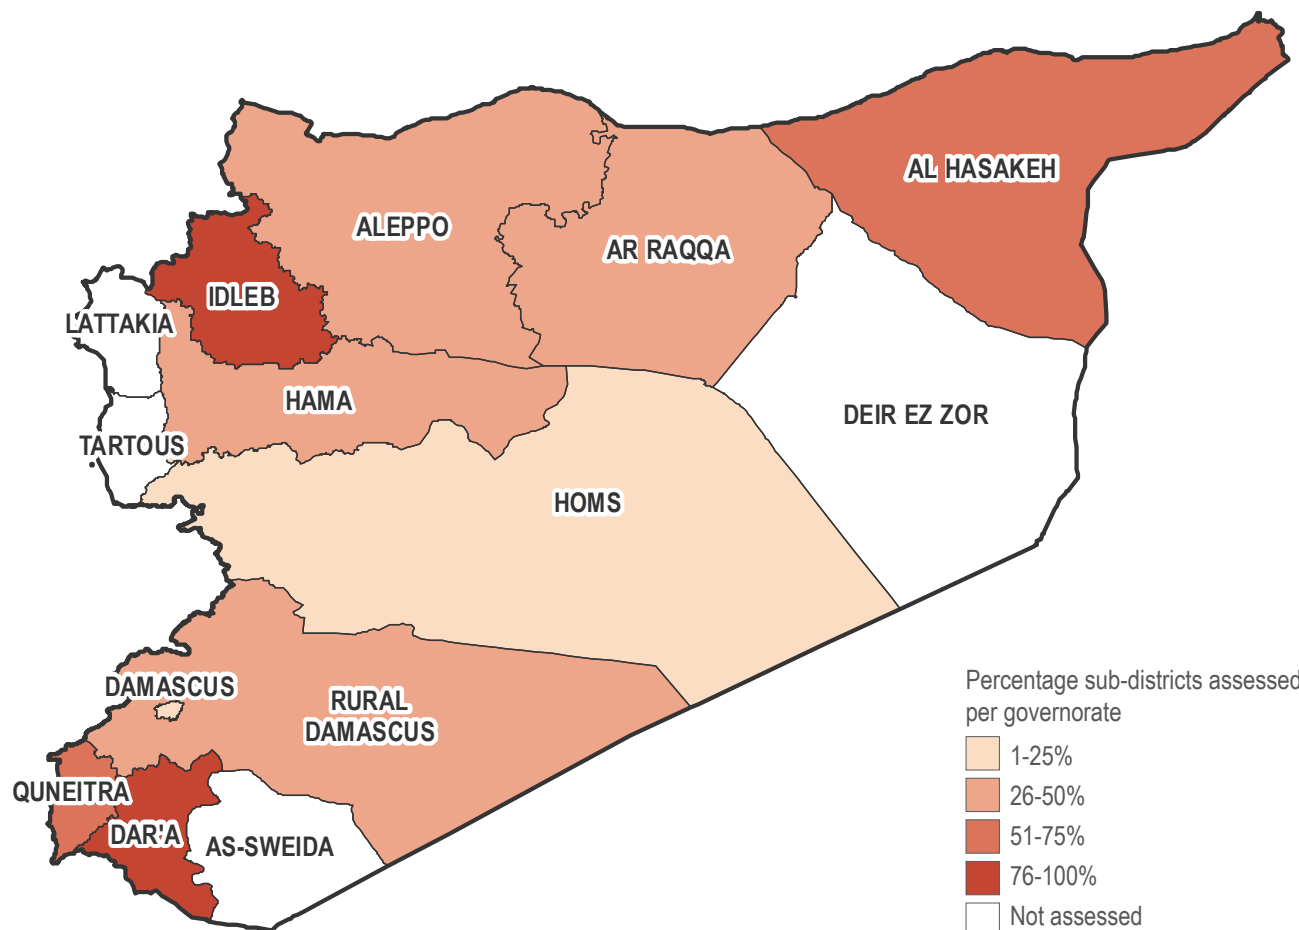 AL HASAKEH
ALEPPO
AR RAQQA
IDLEB
LATTAKIA
HAMA
DEIR EZ ZOR
TARTOUS
HOMS
DAMASCUS
RURAL
DAMASCUS
QUNEITRA
DAR'A
AS-SWEIDA
Percentage sub-districts assessed
per governorate
1-25%
26-50%
51-75%
76-100%
Not assessed